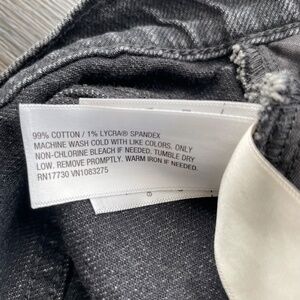 99% COTTON / 1% LYCRA® SPANDEX
MACHINE WASH COLD WITH LIKE COLORS. ONLY
NON-CHLORINE BLEACH IF NEEDED. TUMBLE DRY
LOW. REMOVE PROMPTLY. WARM IRON IF NEEDED.
RN17730 VN1083275